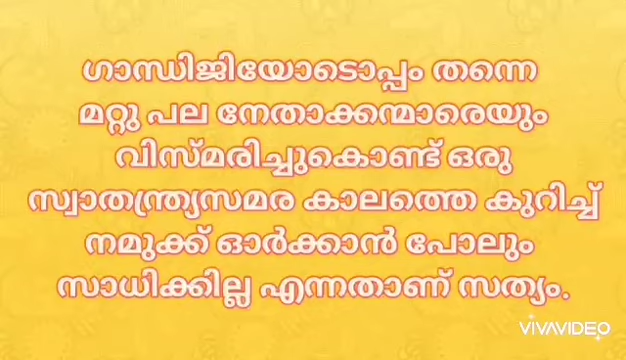 ഗാന്ധിജിയോടൊപ്പം തന്നെ
മറ്റു പല നേതാക്കന്മാരെയും
വിസ്മരിച്ചുകൊണ്ട് ഒരു
സ്വാതന്ത്ര്യസമര കാലത്തെ കുറിച്ച്
നമുക്ക് ഓർക്കാൻ പോലും
സാധിക്കില്ല എന്നതാണ് സത്യം.
VIVAVIDEO